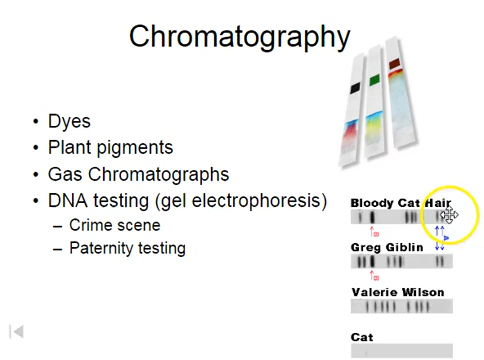 Chromatography
• Dyes
• Plant pigments
• Gas Chromatographs
• DNA testing (gel electrophoresis)
– Crime scene
– Paternity testing
Bloody Cat Hair
Greg Giblin
Valerie Wilson
Cat